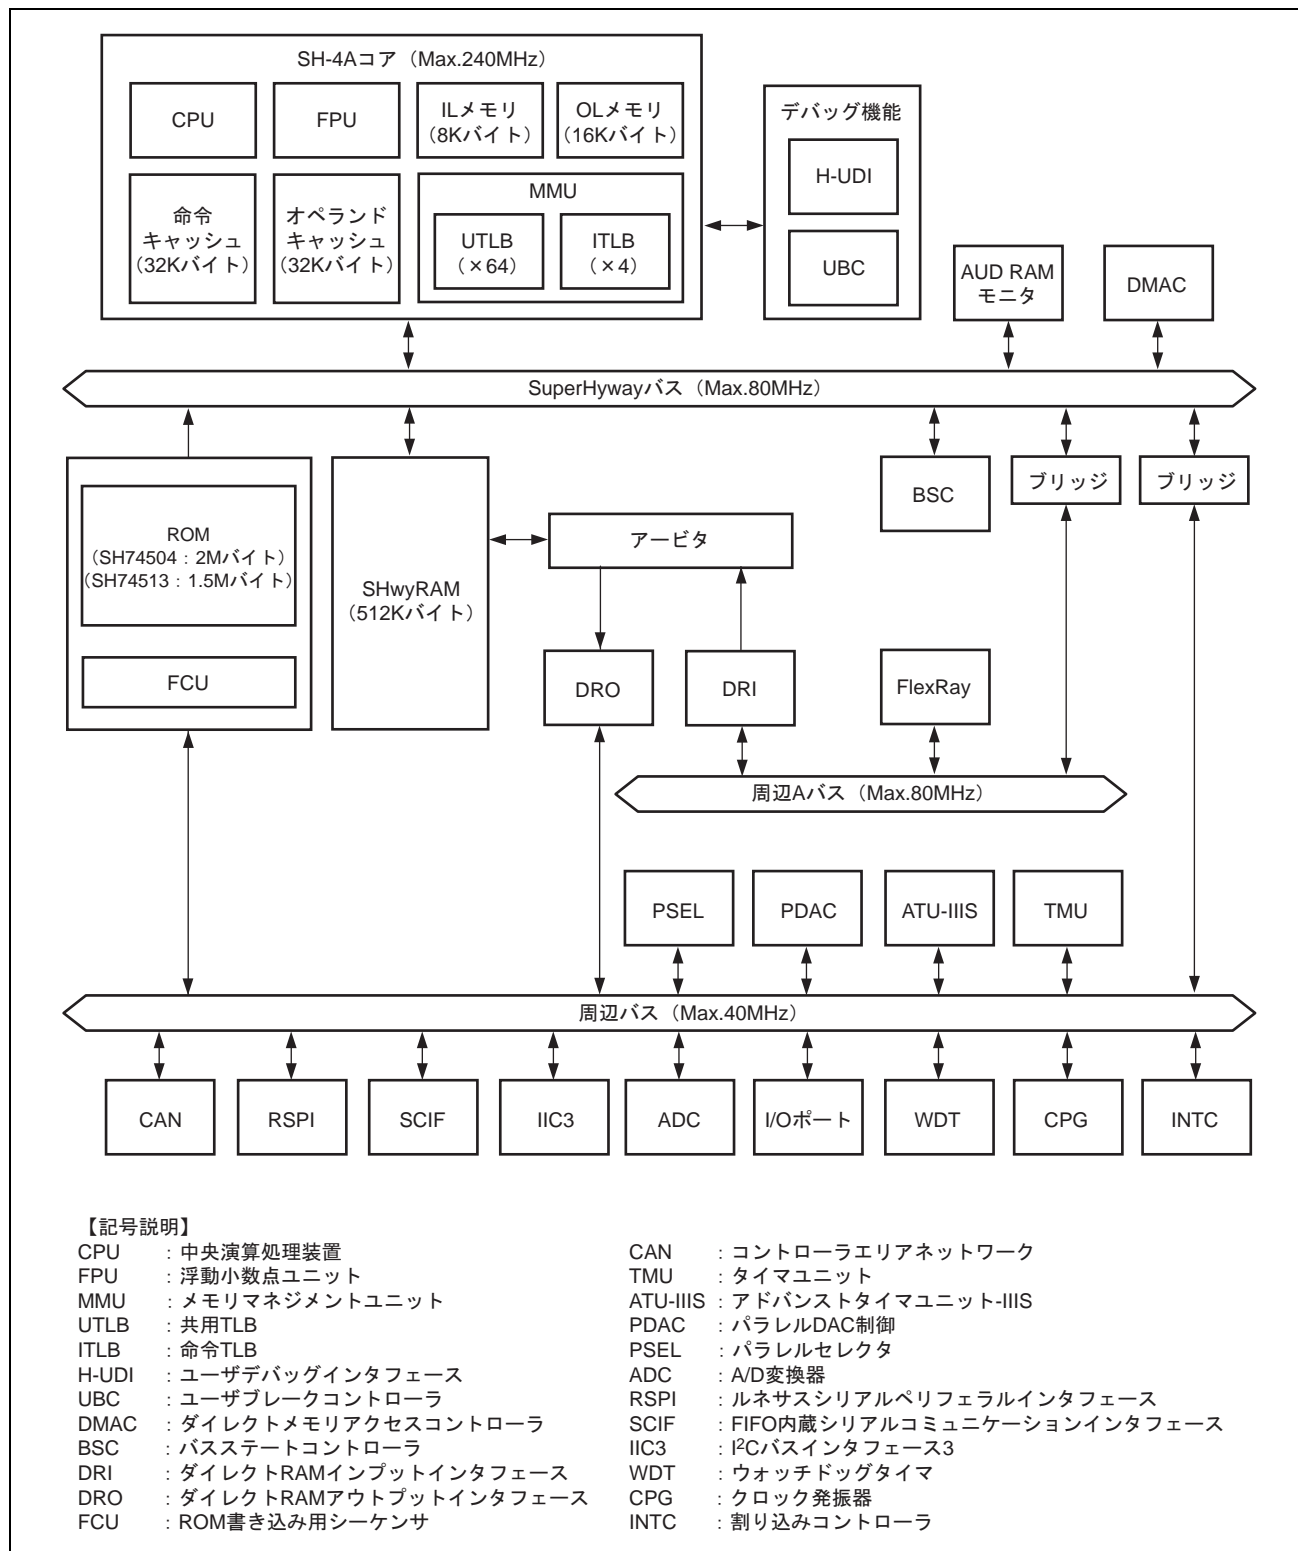 SH-4Aコア（Max.240MHz）
CPU
FPU
ILメモリ
（8Kバイト）
OLメモリ
（16Kバイト）
命令
キャッシュ
（32Kバイト）
オペランド
キャッシュ
（32Kバイト）
MMU
UTLB
（×64）
ITLB
（×4）
デバッグ機能
H-UDI
UBC
AUD RAM
モニタ
DMAC
SuperHywayバス（Max.80MHz）
ROM
（SH74504：2Mバイト）
（SH74513：1.5Mバイト）
FCU
SHwyRAM
（512Kバイト）
アービタ
BSC
ブリッジ
ブリッジ
DRO
DRI
FlexRay
周辺Aバス（Max.80MHz）
PSEL
PDAC
ATU-IIIS
TMU
周辺バス（Max.40MHz）
CAN
RSPI
SCIF
IIC3
ADC
I/Oポート
WDT
CPG
INTC
【記号説明】
CPU ：中央演算処理装置
FPU ：浮動小数点ユニット
MMU ：メモリマネジメントユニット
UTLB ：共用TLB
ITLB ：命令TLB
H-UDI ：ユーザデバッグインタフェース
UBC ：ユーザブレークコントローラ
DMAC ：ダイレクトメモリアクセスコントローラ
BSC ：バスステートコントローラ
DRI ：ダイレクトRAMインプットインタフェース
DRO ：ダイレクトRAMアウトプットインタフェース
FCU ：ROM書き込み用シーケンサ
CAN ：コントローラエリアネットワーク
TMU ：タイマユニット
ATU-IIIS ：アドバンストタイマユニット-IIIS
PDAC ：パラレルDAC制御
PSEL ：パラレルセレクタ
ADC ：A/D変換器
RSPI ：ルネサスシリアルペリフェラルインタフェース
SCIF ：FIFO内蔵シリアルコミュニケーションインタフェース
IIC3 ：I²Cバスインタフェース3
WDT ：ウォッチドッグタイマ
CPG ：クロック発振器
INTC ：割り込みコントローラ